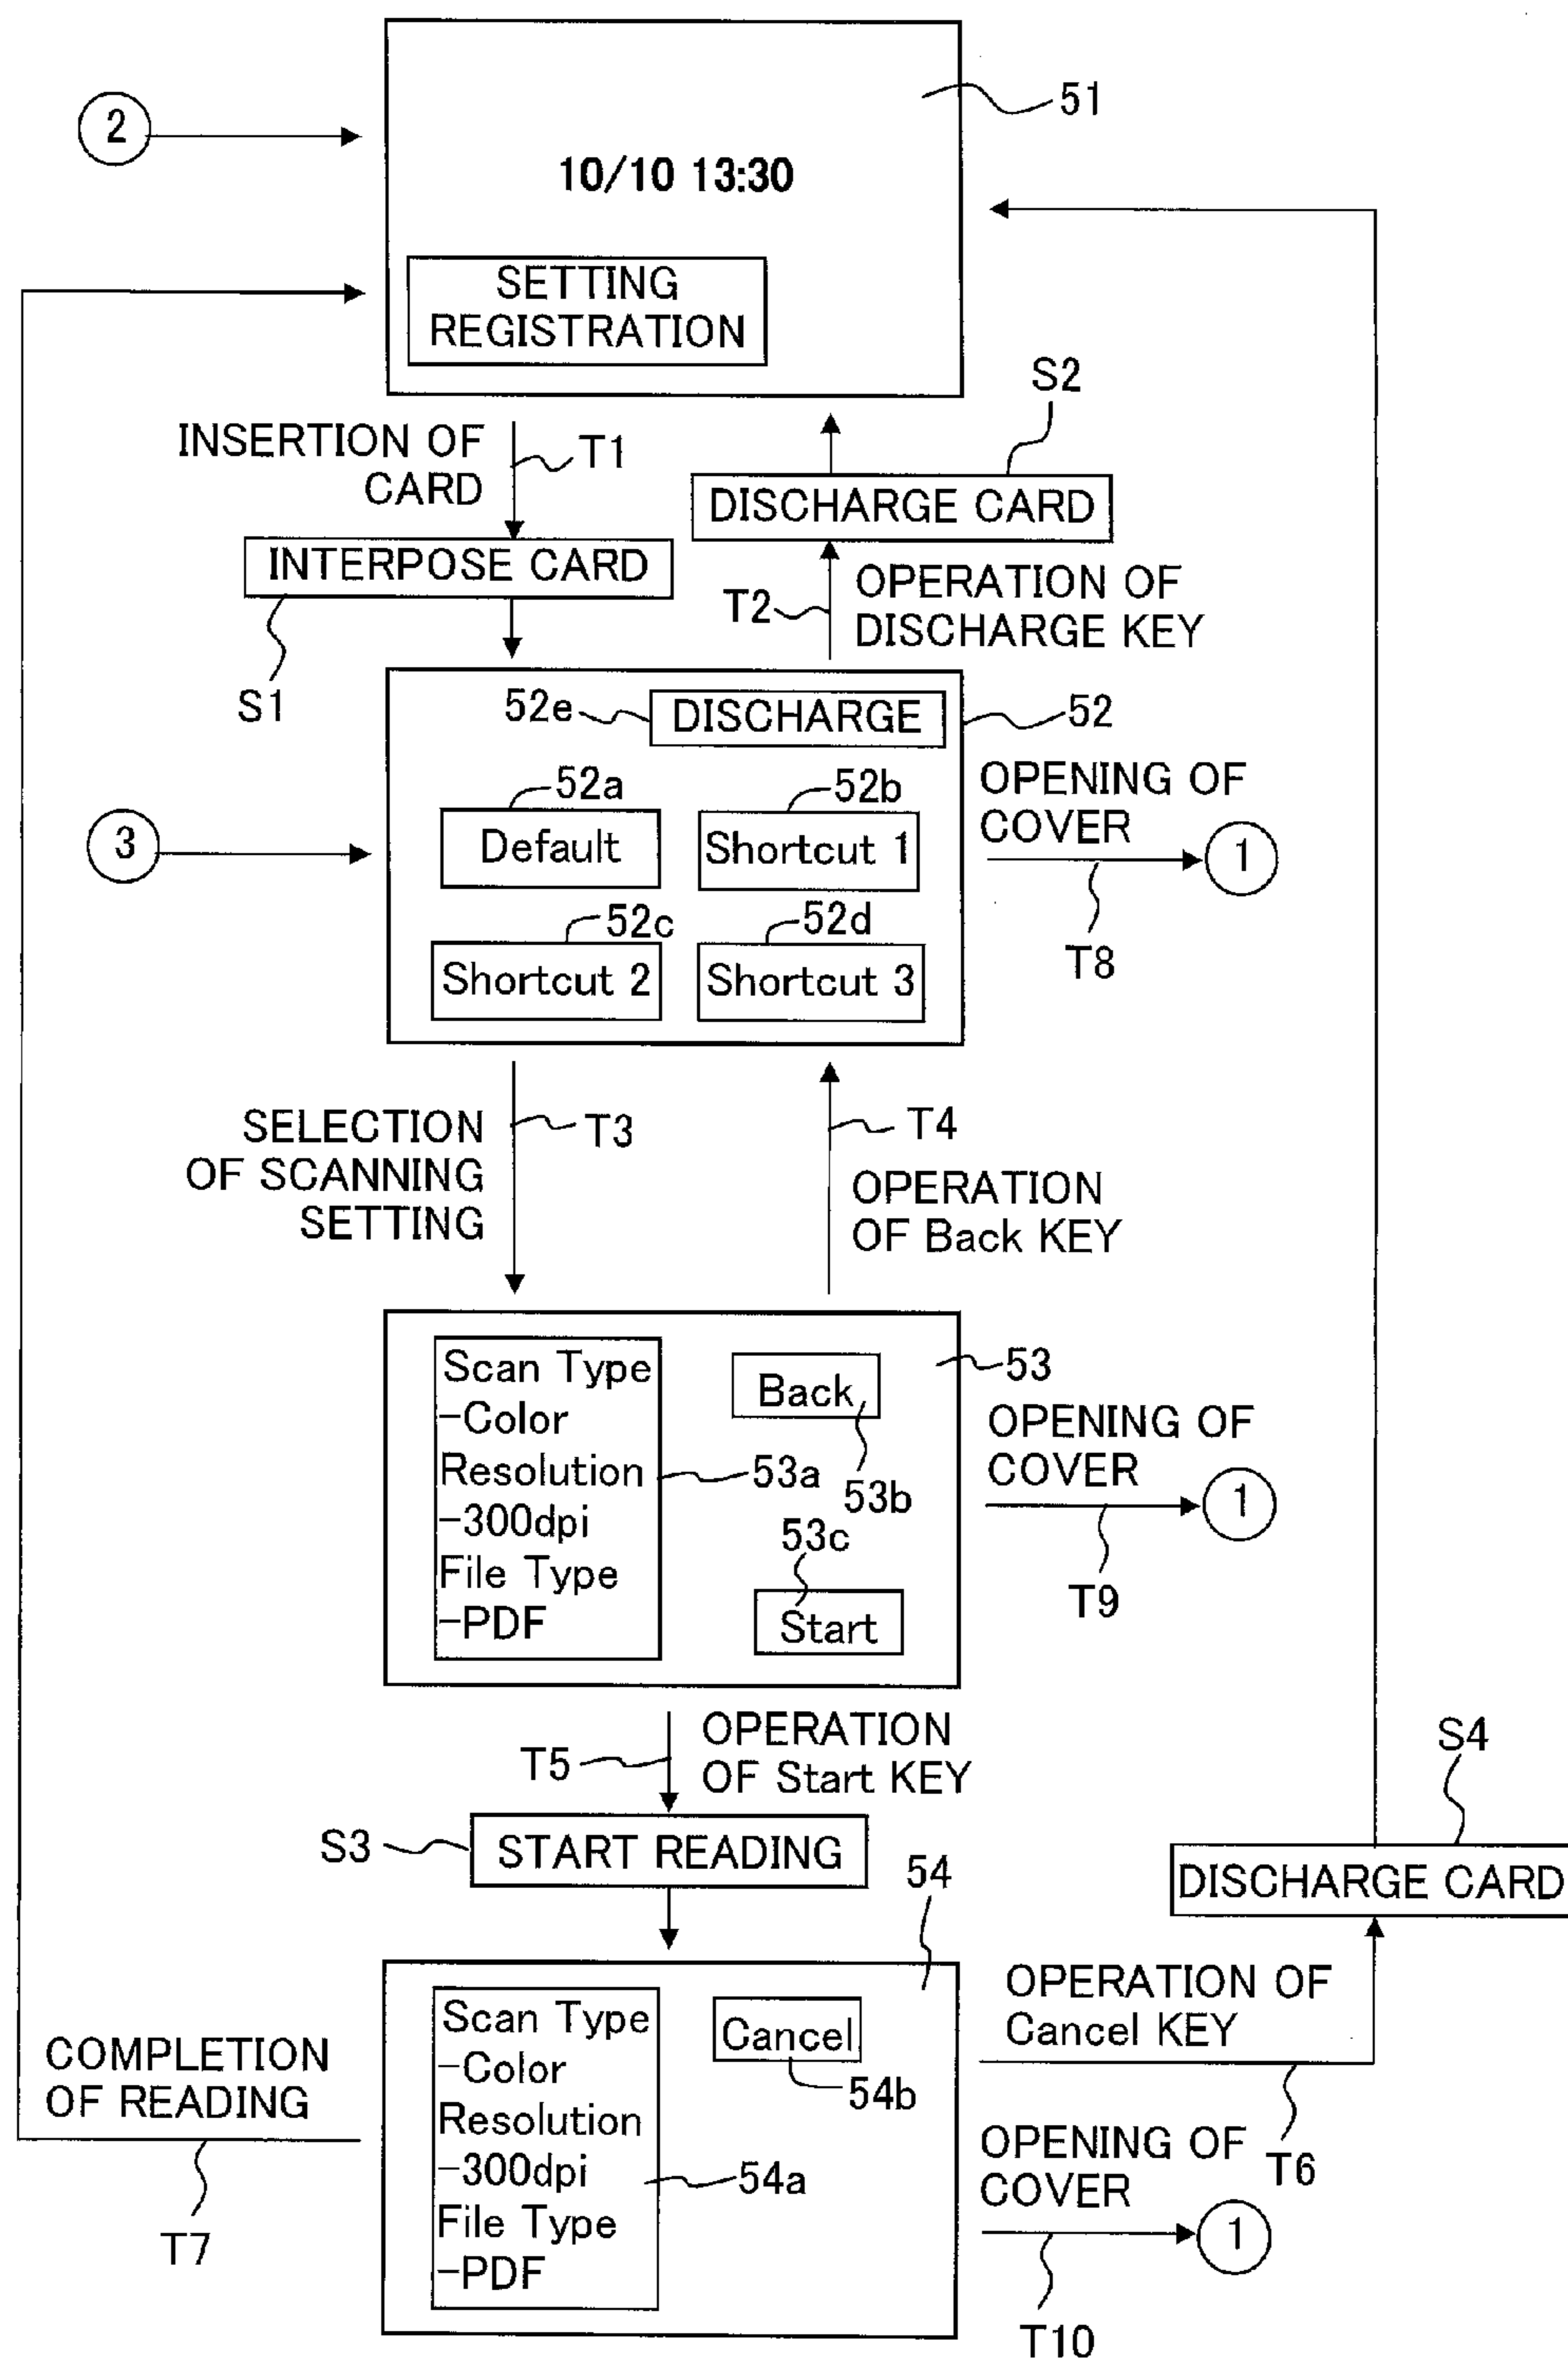 2
10/10 13:30
51
SETTING
REGISTRATION
INSERTION OF
CARD
T1
S2
DISCHARGE CARD
INTERPOSE CARD
S1
T2
OPERATION OF
DISCHARGE KEY
52e
DISCHARGE
52
52a
52b
Default
Shortcut 1
52c
52d
Shortcut 2
Shortcut 3
3
OPENING OF
COVER
1
T8
SELECTION
OF SCANNING
SETTING
T3
T4
OPERATION
OF Back KEY
Scan Type
-Color
Resolution
-300dpi
File Type
-PDF
53a
Back
53b
53c
Start
53
OPENING OF
COVER
1
T9
T5
OPERATION
OF Start KEY
S3
START READING
54
S4
DISCHARGE CARD
Scan Type
-Color
Resolution
-300dpi
File Type
-PDF
54a
Cancel
54b
OPERATION OF
Cancel KEY
T6
COMPLETION
OF READING
T7
OPENING OF
COVER
1
T10